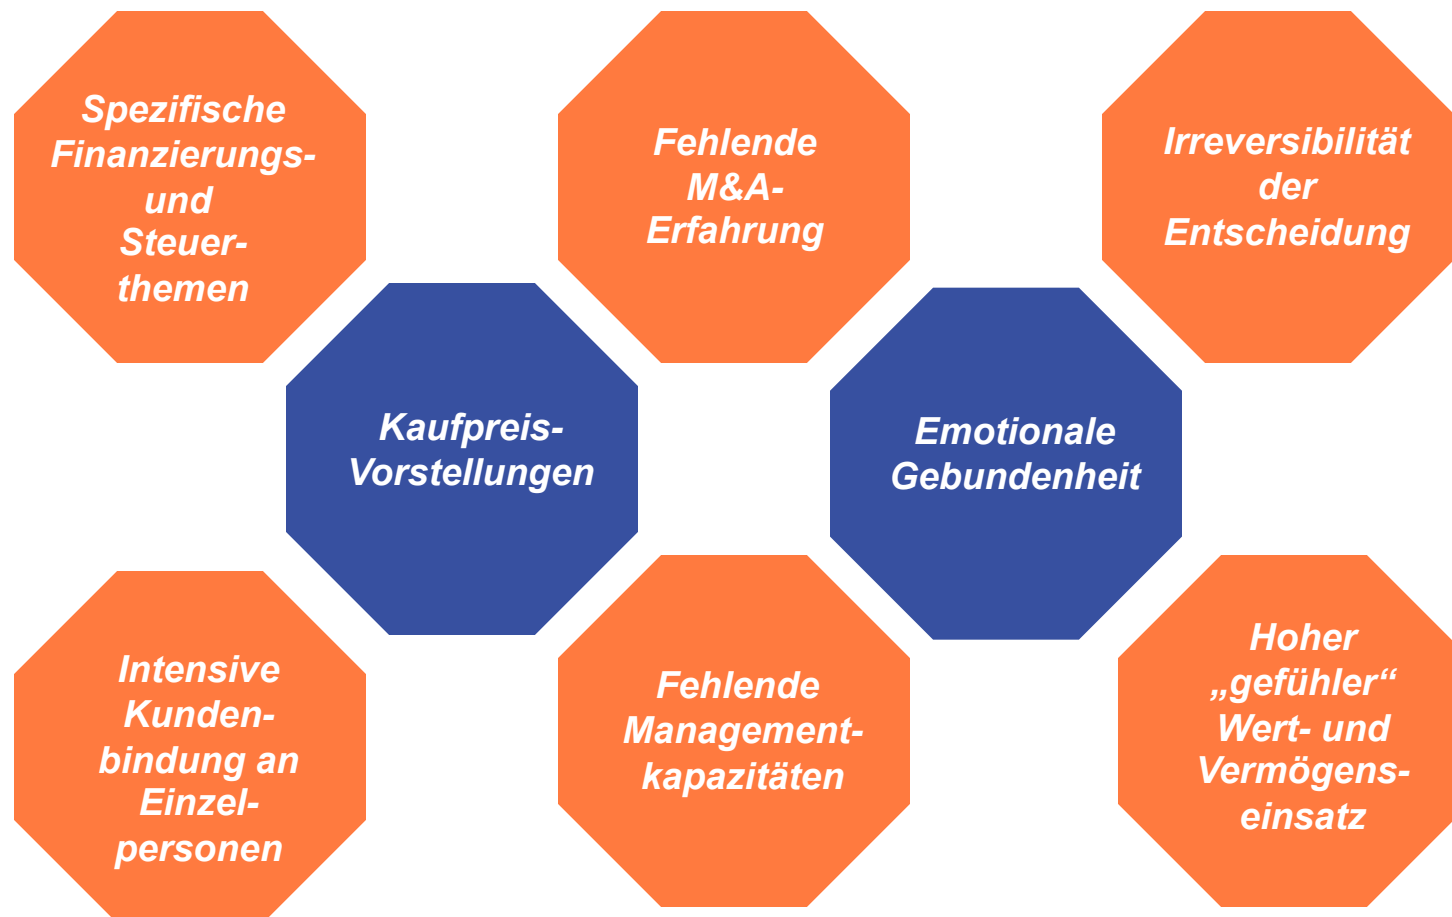 Spezifische
Finanzierungs-
und
Steuer-
themen
Fehlende
M&A-
Erfahrung
Irreversibilität
der
Entscheidung
Kaufpreis-
Vorstellungen
Emotionale
Gebundenheit
Intensive
Kunden-
bindung an
Einzel-
personen
Fehlende
Management-
kapazitäten
Hoher
„gefühler“
Wert- und
Vermögens-
einsatz